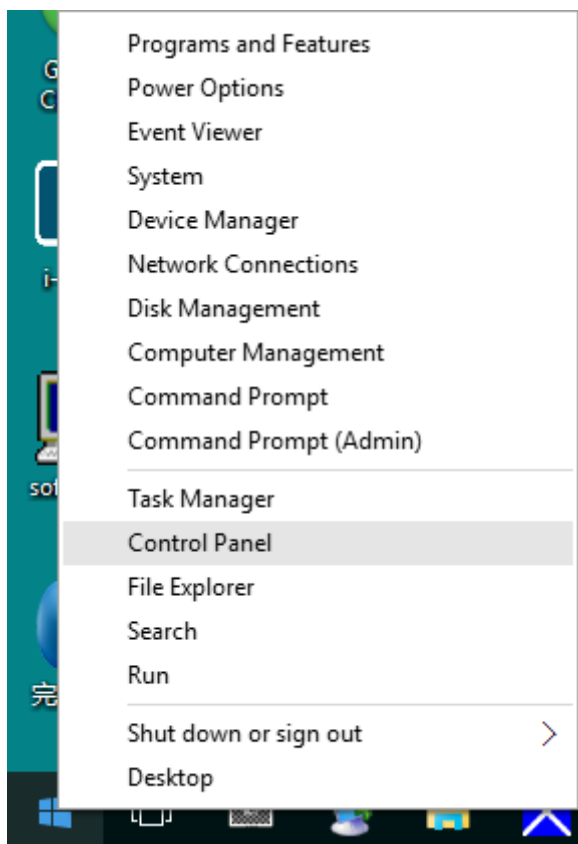 G
C
Programs and Features
Power Options
Event Viewer
System
Device Manager
i-
Network Connections
Disk Management
Computer Management
Command Prompt
Command Prompt (Admin)
Task Manager
Control Panel
File Explorer
Search
Run
完
Shut down or sign out
Desktop